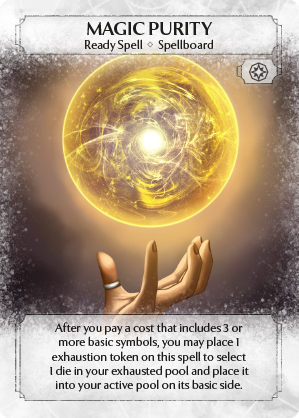 MAGIC PURITY
Ready Spell ◇ Spellboard
After you pay a cost that includes 3 or
more basic symbols, you may place 1
exhaustion token on this spell to select
1 die in your exhausted pool and place it
into your active pool on its basic side.